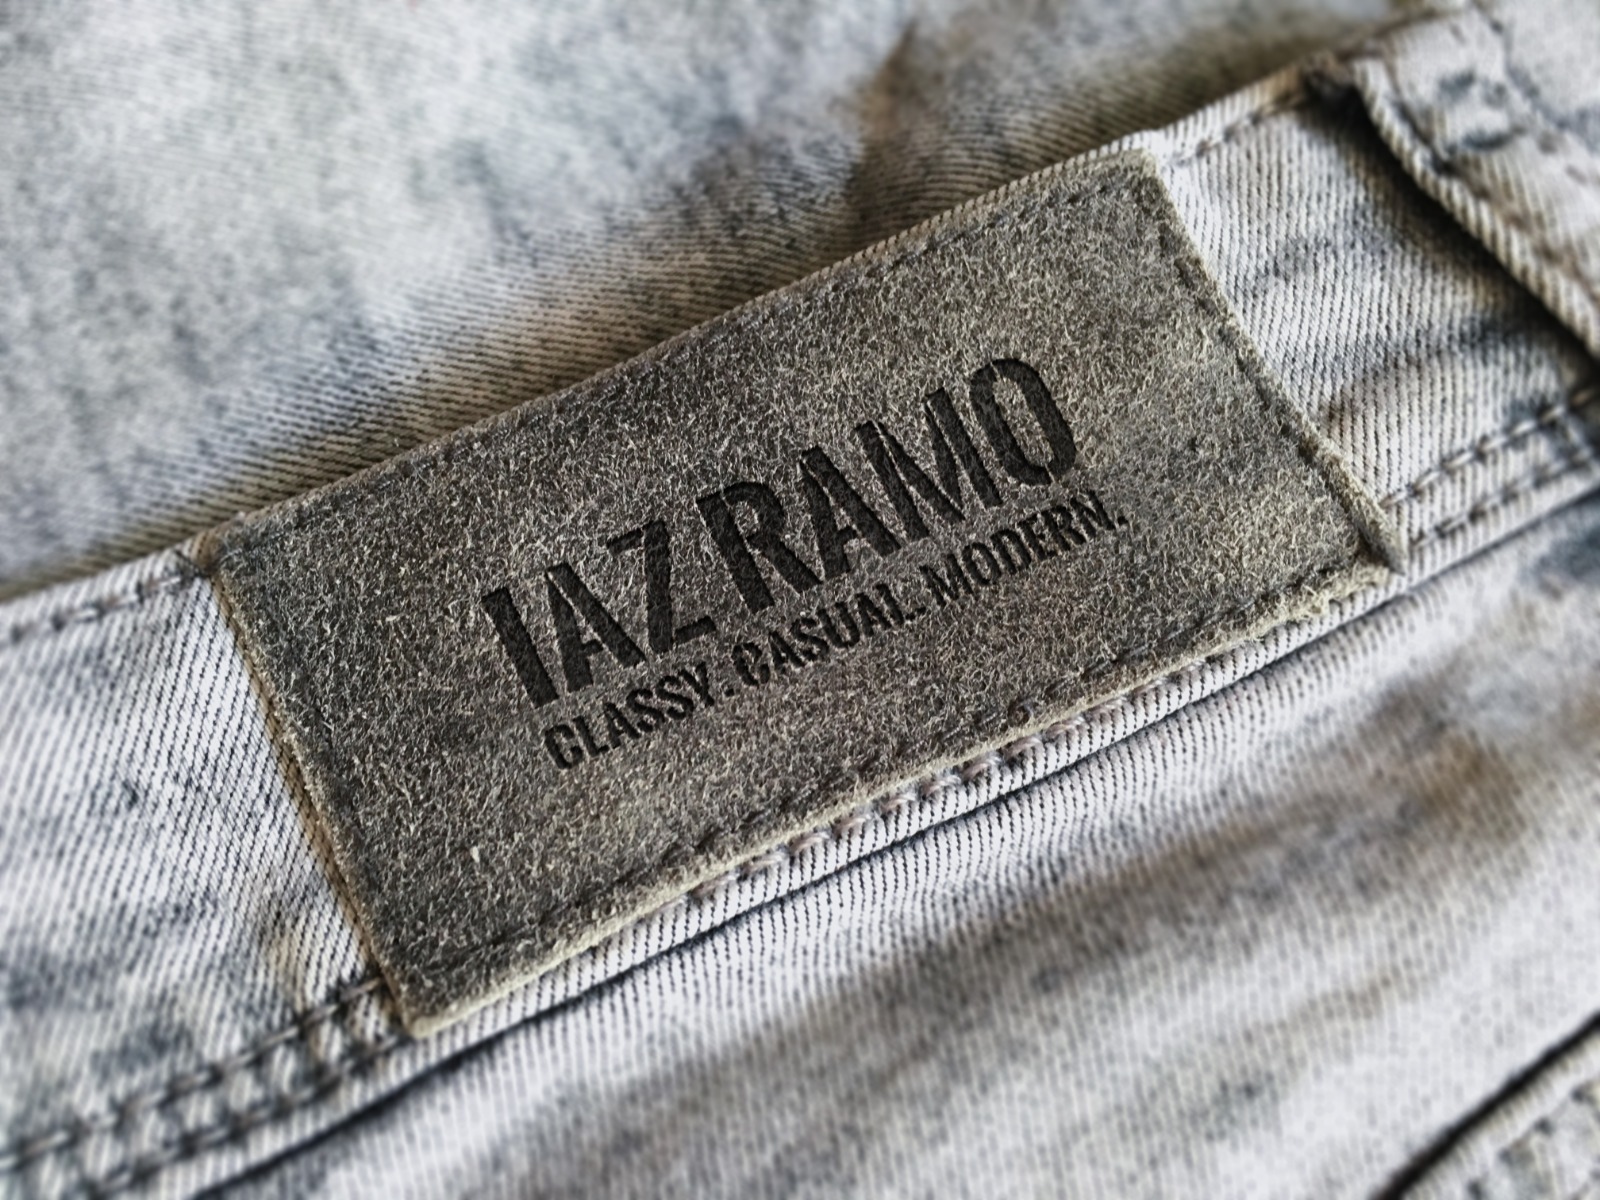 IAZ RAMO
CLASSY. CASUAL. MODERN.